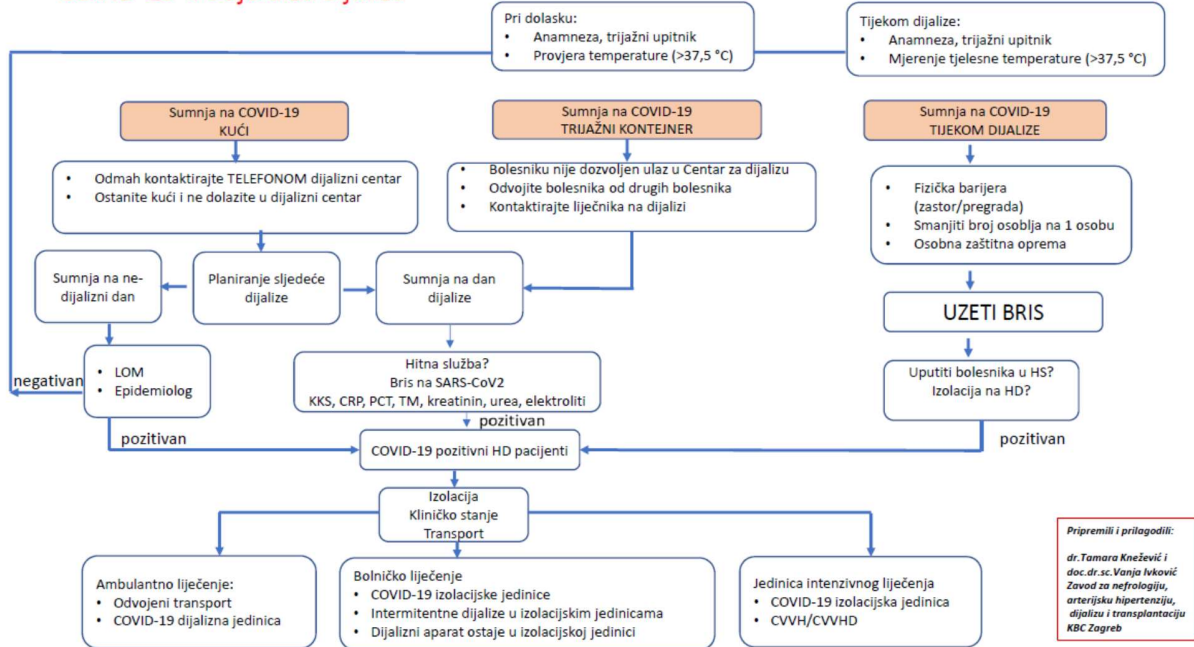 Pri dolasku:
• Anamneza, trijažni upitnik
• Provjera temperature (>37,5 °C)
Tijekom dijalize:
• Anamneza, trijažni upitnik
• Mjerenje tjelesne temperature (>37,5 °C)
Sumnja na COVID-19
KUĆI
Sumnja na COVID-19
TRIJAŽNI KONTEJNER
Sumnja na COVID-19
TIJEKOM DIJALIZE
• Odmah kontaktirajte TELEFONOM dijalizni centar
• Ostanite kući i ne dolazite u dijalizni centar
• Bolesniku nije dozvoljen ulaz u Centar za dijalizu
• Odvojite bolesnika od drugih bolesnika
• Kontaktirajte liječnika na dijalizi
• Fizička barijera
(zastor/pregrada)
• Smanjiti broj osoblja na 1 osobu
• Osobna zaštitna oprema
Sumnja na ne-
dijalizni dan
Planiranje sljedeće
dijalize
Sumnja na dan
dijalize
UZETI BRIS
negativan
• LOM
• Epidemiolog
Hitna služba?
Bris na SARS-CoV2
KKS, CRP, PCT, TM, kreatinin, urea, elektroliti
Uputiti bolesnika u HS?
Izolacija na HD?
pozitivan
pozitivan
pozitivan
COVID-19 pozitivni HD pacijenti
Izolacija
Kliničko stanje
Transport
Ambulantno liječenje:
• Odvojeni transport
• COVID-19 dijalizna jedinica
Bolničko liječenje
• COVID-19 izolacijske jedinice
• Intermitentne dijalize u izolacijskim jedinicama
• Dijalizni aparat ostaje u izolacijskoj jedinici
Jedinica intenzivnog liječenja
• COVID-19 izolacijska jedinica
• CVVH/CVVHD
Pripremili i prilagodili:
dr.Tamara Knežević i
doc.dr.sc.Vanja Ivković
Zavod za nefrologiju,
arterijsku hipertenziju,
dijalizu i transplantaciju
KBC Zagreb